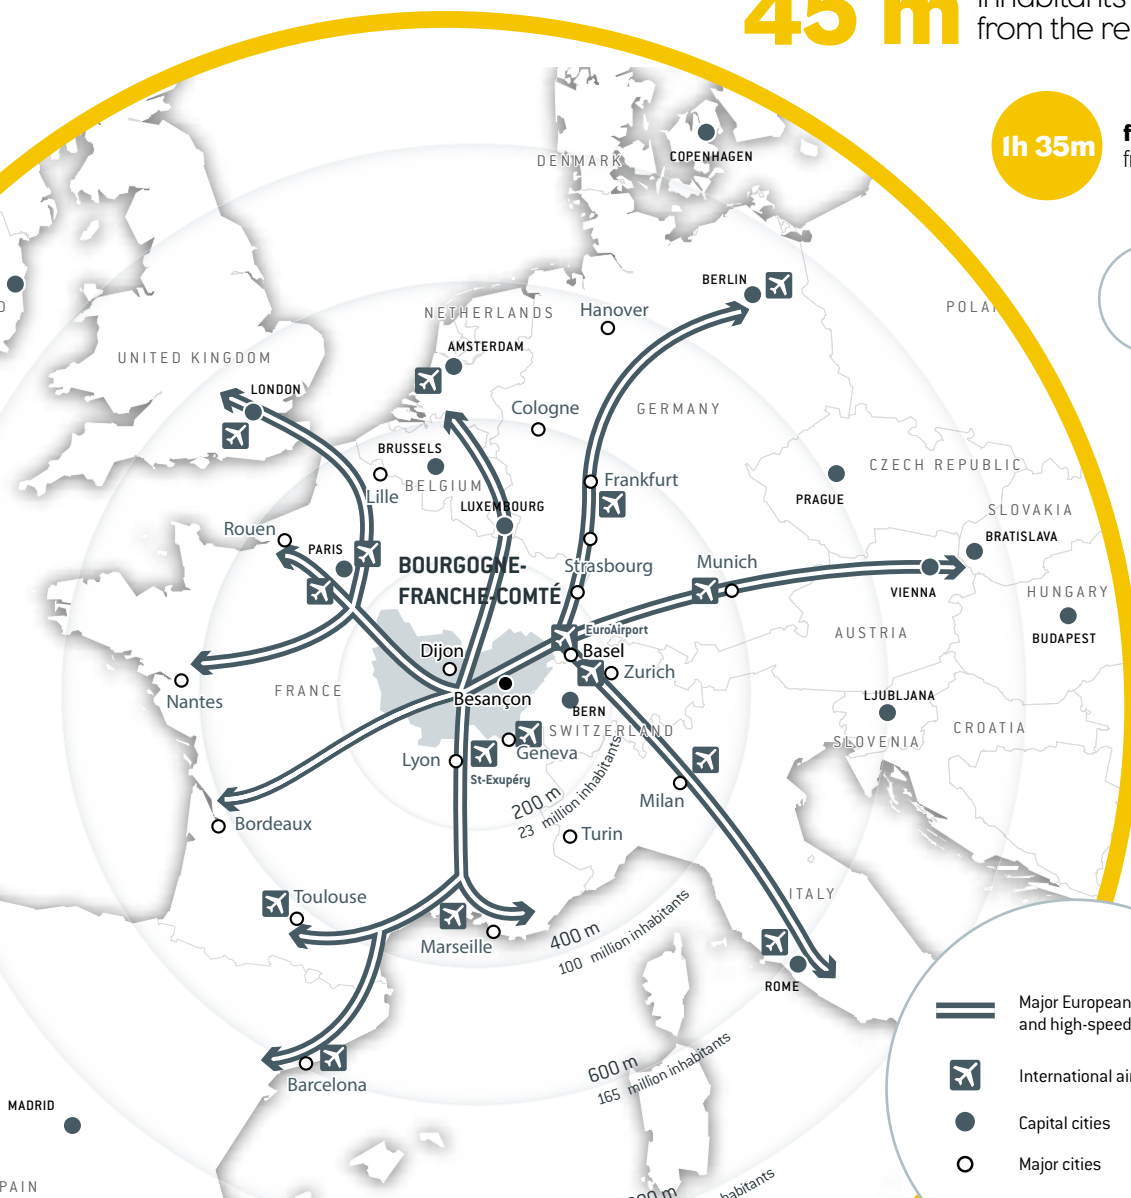 45 m
from the re
1h 35m
DENMARK
COPENHAGEN
BERLIN
POLA
NETHERLANDS
Hanover
AMSTERDAM
UNITED KINGDOM
LONDON
Cologne
GERMANY
BRUSSELS
BELGIUM
Lille
LUXEMBOURG
Frankfurt
CZECH REPUBLIC
PRAGUE
SLOVAKIA
BRATISLAVA
Rouen
PARIS
BOURGOGNE-
FRANCHE-COMTÉ
Strasbourg
Munich
VIENNA
HUNGARY
BUDAPEST
EuroAirport
AUSTRIA
Dijon
Basel
Zurich
Nantes
FRANCE
Besançon
BERN
LJUBLJANA
SWITZERLAND
SLOVENIA
CROATIA
Lyon
Geneva
St-Exupéry
200 m
23 million inhabitants
Milan
Bordeaux
Turin
Toulouse
ITALY
Marseille
400 m
100 million inhabitants
ROME
600 m
165 million inhabitants
Barcelona
MADRID
PAIN
Major European
and high-speed
International ai
Capital cities
Major cities